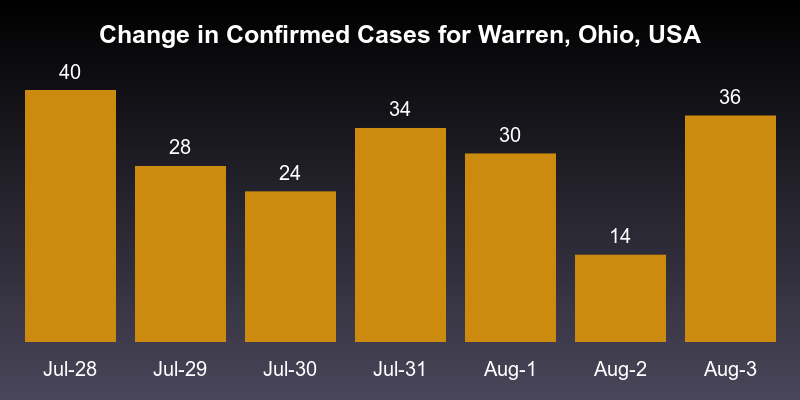 Change in Confirmed Cases for Warren, Ohio, USA
40
28
24
34
30
14
36
Jul-28
Jul-29
Jul-30
Jul-31
Aug-1
Aug-2
Aug-3